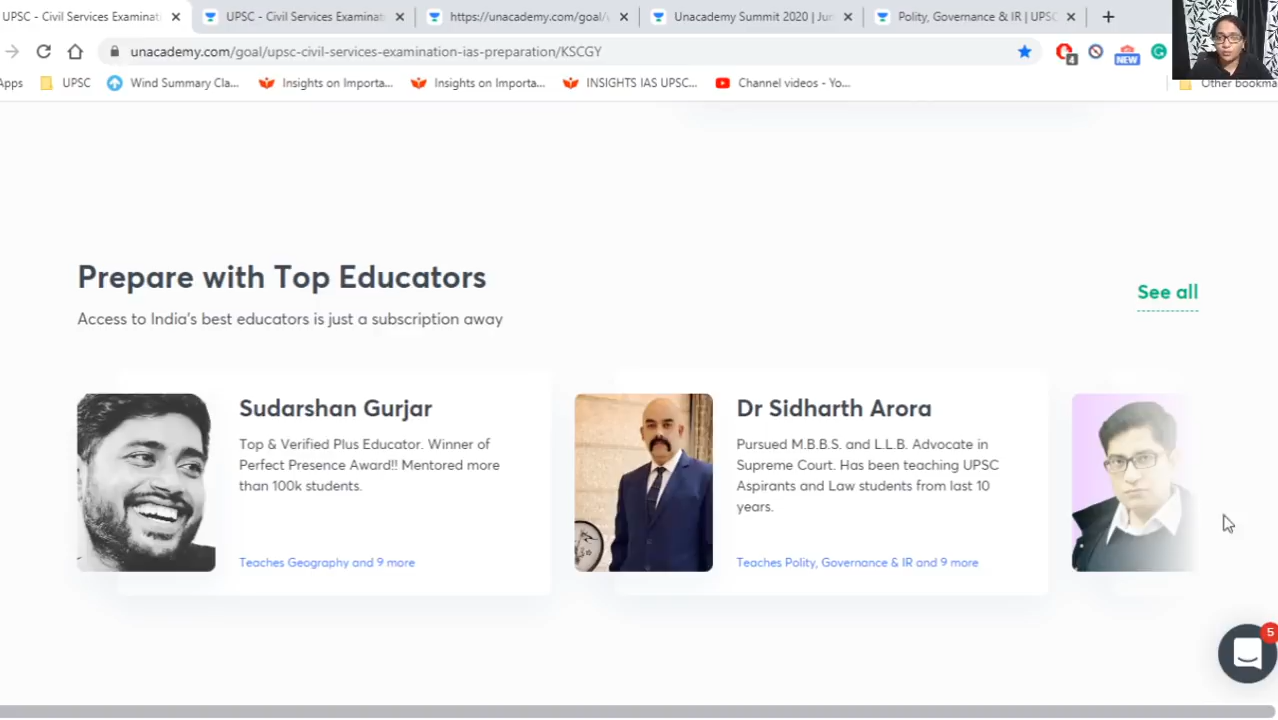 UPSC - Civil Services Examinati
UPSC - Civil Services Examinat
https://unacademy.com/goal/
Unacademy Summit 2020 | Ju
Polity, Governance & IR | UPSC
unacademy.com/goal/upsc-civil-services-examination-ias-preparation/KSCGY
4
NEW
Apps
UPSC
Wind Summary Cla...
Insights on Importa...
Insights on Importa...
INSIGHTS IAS UPSC...
Channel videos - Yo...
Other bookma
Prepare with Top Educators
See all
Access to India's best educators is just a subscription away
Sudarshan Gurjar
Top & Verified Plus Educator. Winner of
Perfect Presence Award!! Mentored more
than 100k students.
Teaches Geography and 9 more
Dr Sidharth Arora
Pursued M.B.B.S. and L.L.B. Advocate in
Supreme Court. Has been teaching UPSC
Aspirants and Law students from last 10
years.
Teaches Polity, Governance & IR and 9 more
5